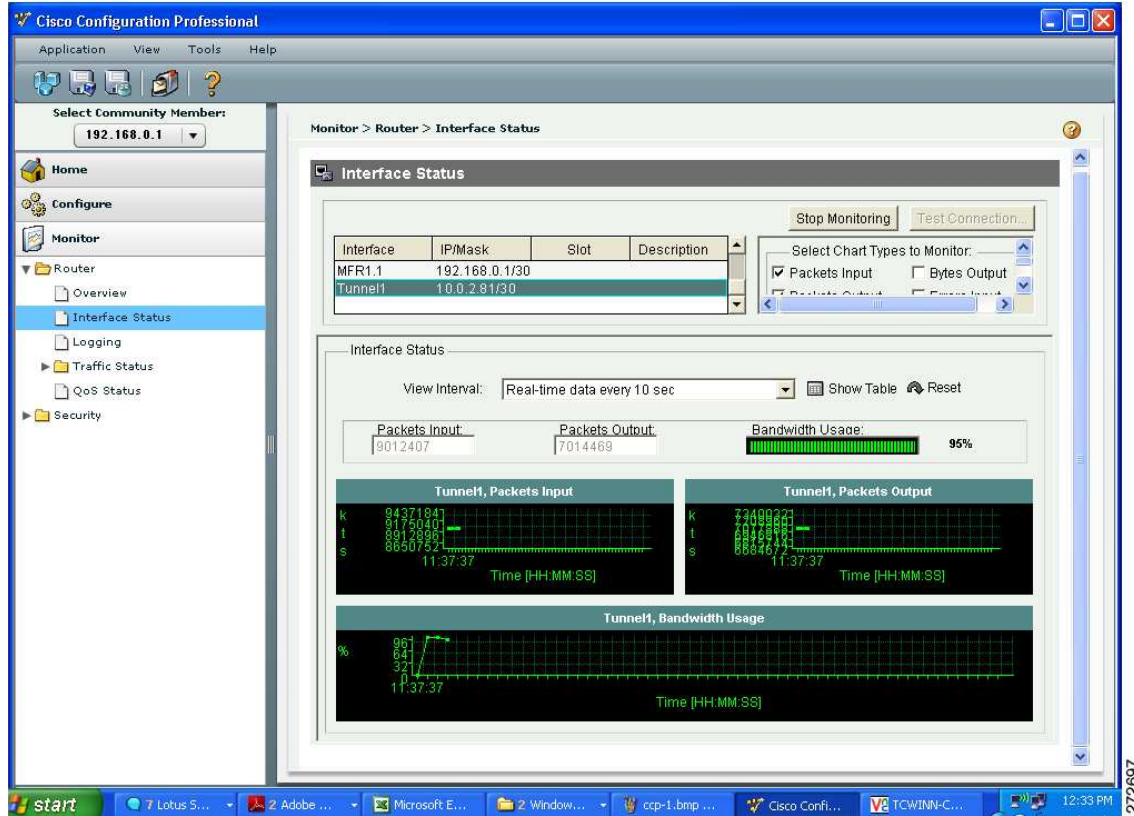 Cisco Configuration Professional
Application View Tools Help
Select Community Member:
192.168.0.1
Home
Configure
Monitor
Router
Overview
Interface Status
Logging
Traffic Status
QoS Status
Security
Monitor > Router > Interface Status
Interface Status
Stop Monitoring Test Connection...
Interface IP/Mask Slot Description
MFR1.1 192.168.0.1/30
Tunnel1 10.0.2.81/30
Select Chart Types to Monitor:
Packets Input Bytes Output
Packets Output Errors Input
Interface Status
View Interval: Real-time data every 10 sec Show Table Reset
Packets Input: Packets Output: Bandwidth Usage:
9012407 7014469 95%
Tunnel1, Packets Input
k 9437184
9175040
t 8912896
s 8650752
11:37:37
Time [HH:MM:SS]
Tunnel1, Packets Output
k
t
s 6684672
11:37:37
Time [HH:MM:SS]
Tunnel1, Bandwidth Usage
% 96
64
32
0
11:37:37
Time [HH:MM:SS]
start 7 Lotus S... 2 Adobe ... Microsoft E... 2 Window... ccp-1.bmp ... Cisco Confi... TCWINN-C... 12:33 PM
272697